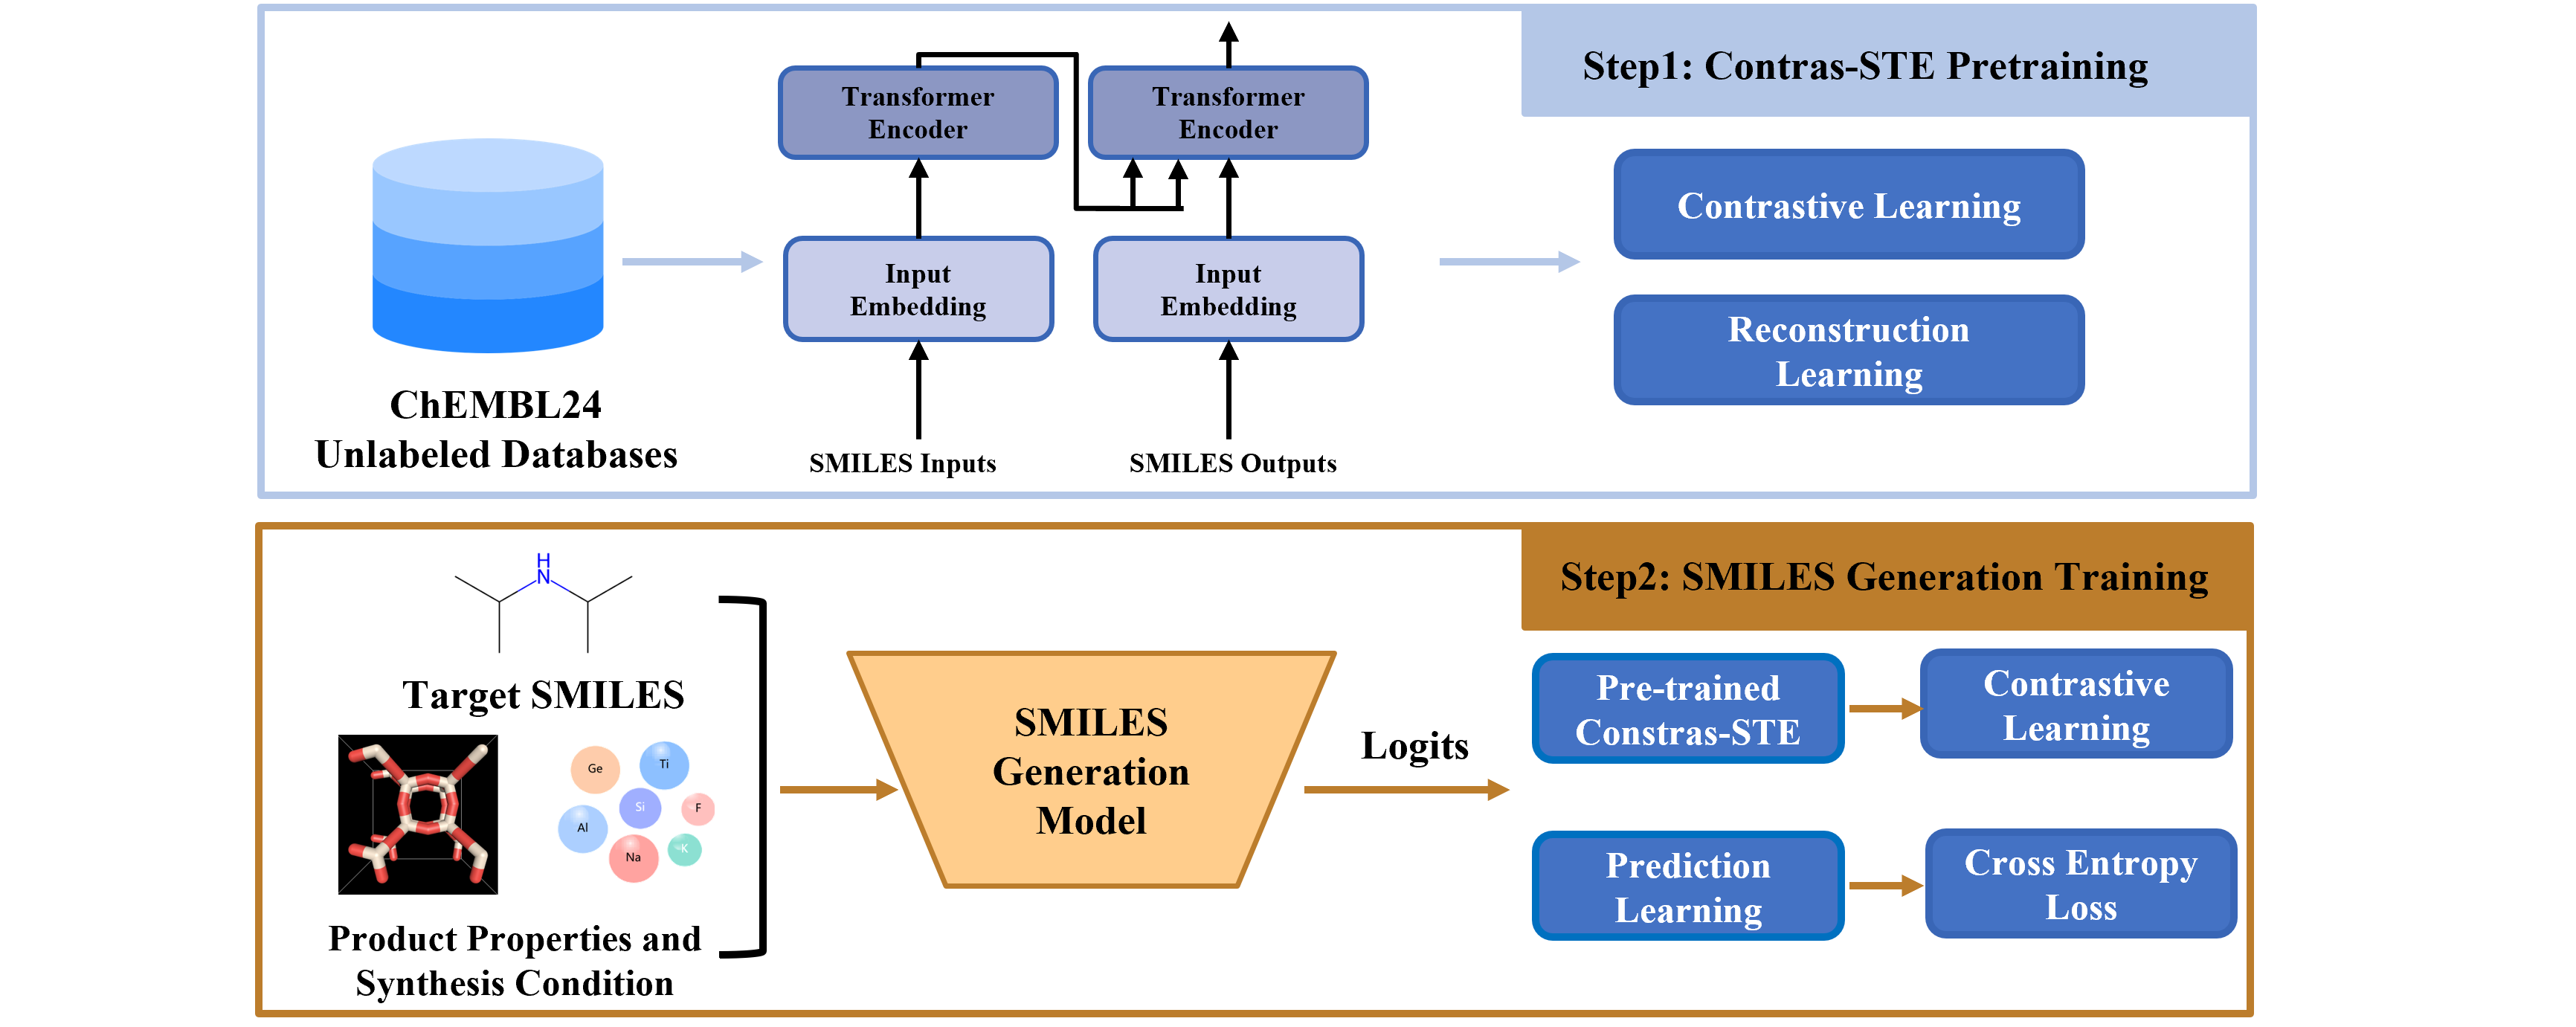 Step1: Contras-STE Pretraining
Transformer
Encoder
Transformer
Encoder
Input
Embedding
Input
Embedding
SMILES Inputs
SMILES Outputs
ChEMBL24
Unlabeled Databases
Contrastive Learning
Reconstruction
Learning
Step2: SMILES Generation Training
H
N
Target SMILES
Ge
Ti
Si
F
Al
Na
K
Product Properties and
Synthesis Condition
SMILES
Generation
Model
Logits
Pre-trained
Constras-STE
Contrastive
Learning
Prediction
Learning
Cross Entropy
Loss